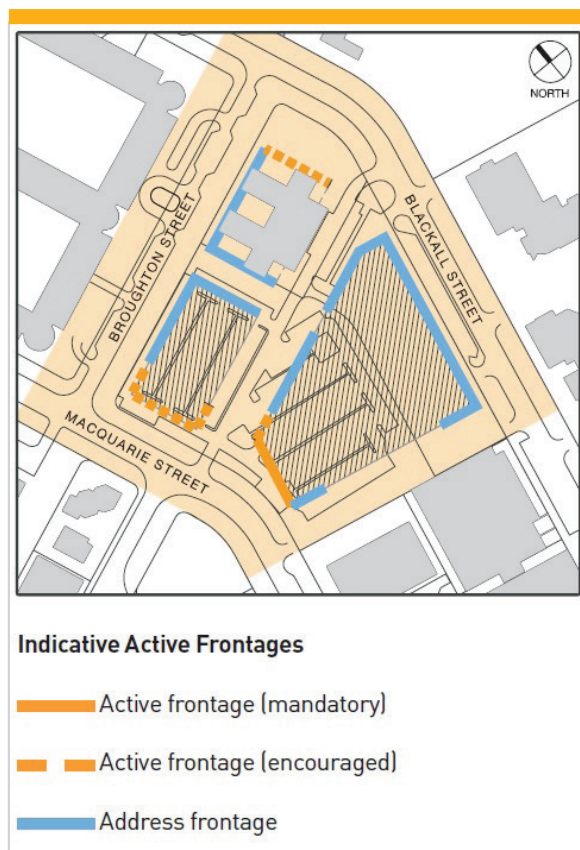 NORTH
BROUGHTON STREET
BLACKALL STREET
MACQUARIE STREET
Indicative Active Frontages
Active frontage (mandatory)
Active frontage (encouraged)
Address frontage